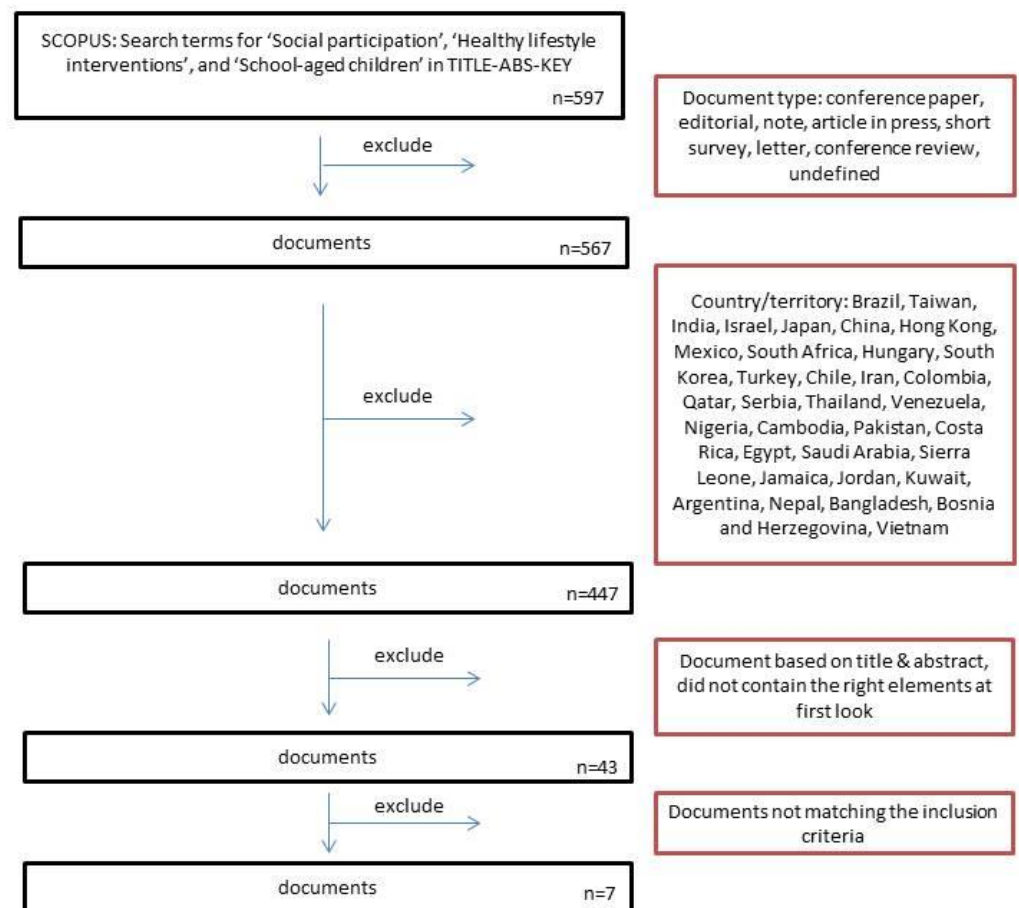 SCOPUS: Search terms for ‘Social participation’, ‘Healthy lifestyle
interventions’, and ‘School-aged children’ in TITLE-ABS-KEY
n=597
exclude
Document type: conference paper,
editorial, note, article in press, short
survey, letter, conference review,
undefined
documents
n=567
exclude
Country/territory: Brazil, Taiwan,
India, Israel, Japan, China, Hong Kong,
Mexico, South Africa, Hungary, South
Korea, Turkey, Chile, Iran, Colombia,
Qatar, Serbia, Thailand, Venezuela,
Nigeria, Cambodia, Pakistan, Costa
Rica, Egypt, Saudi Arabia, Sierra
Leone, Jamaica, Jordan, Kuwait,
Argentina, Nepal, Bangladesh, Bosnia
and Herzegovina, Vietnam
documents
n=447
exclude
Document based on title & abstract,
did not contain the right elements at
first look
documents
n=43
exclude
Documents not matching the inclusion
criteria
documents
n=7